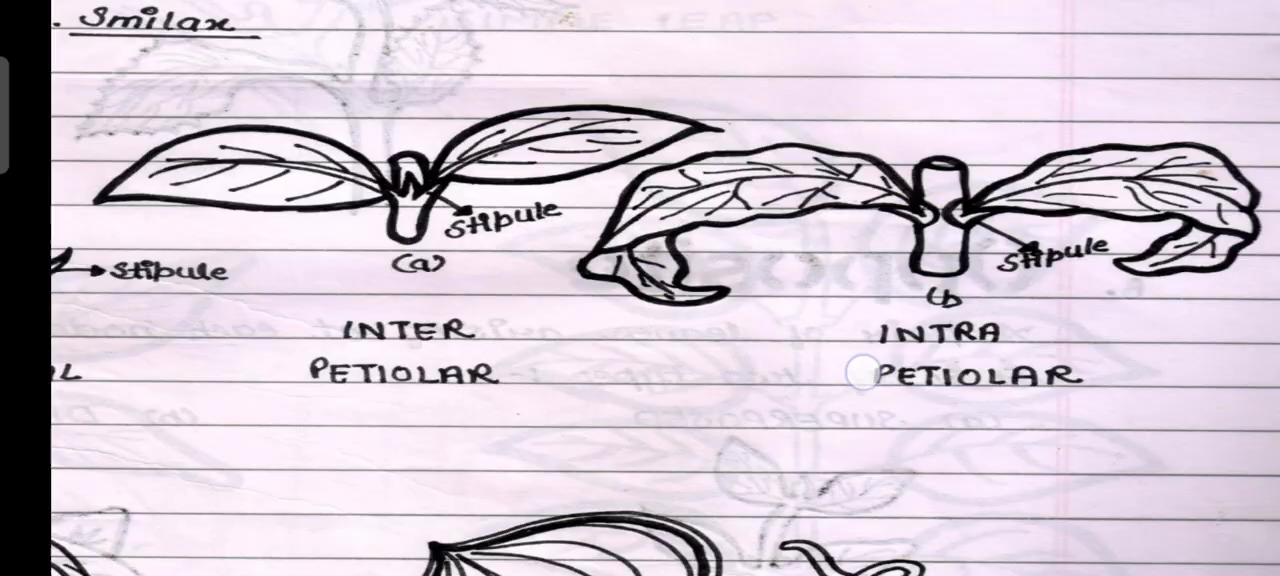 . Smilax
Stipule
Stipule
Stipule
(a)
(b
INTER
PETIOLAR
INTRA
PETIOLAR
L